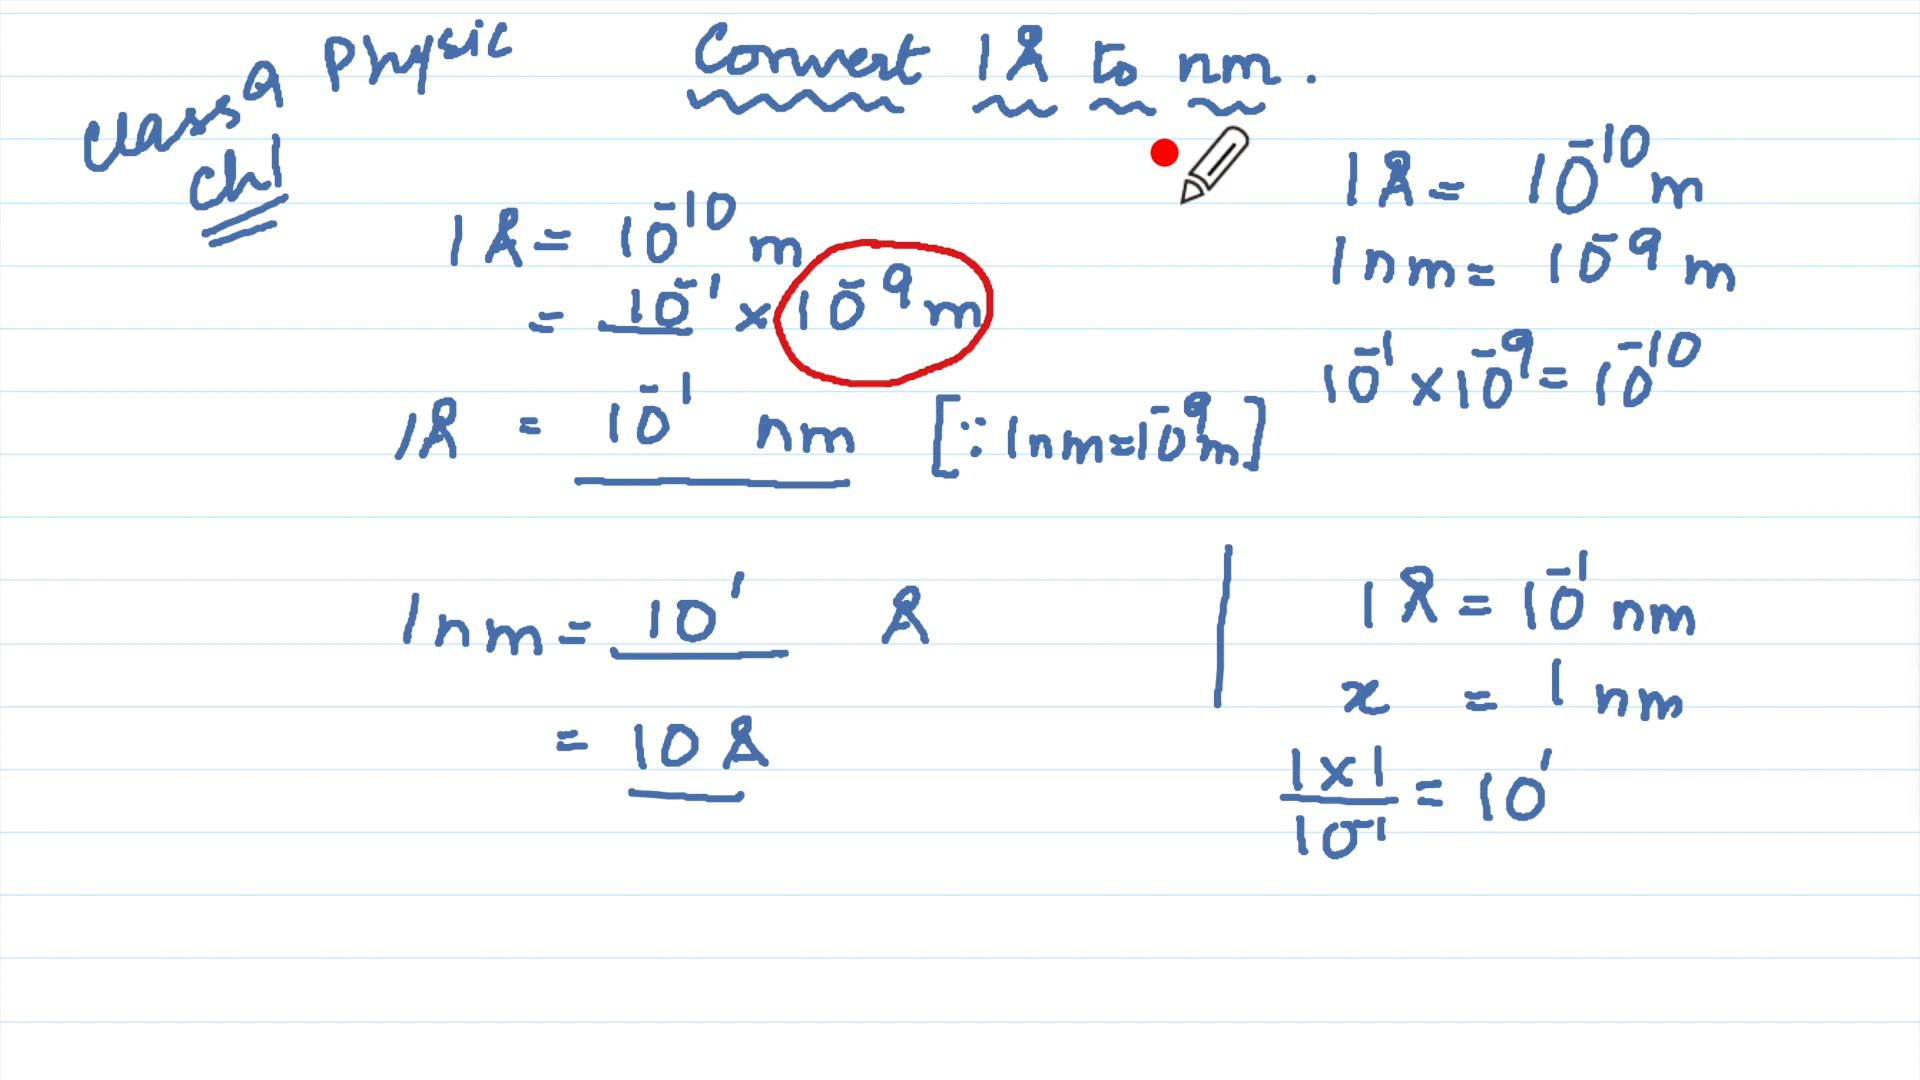 Class 9 Physic
Ch1
Convert 1Å to nm.
1Å = 10⁻¹⁰ m
= 10⁻¹ × 10⁻⁹ m
1Å = 10⁻¹ nm [∵ 1nm = 10⁻⁹ m]
1Å = 10⁻¹⁰ m
1nm = 10⁻⁹ m
10⁻¹ × 10⁻⁹ = 10⁻¹⁰
1nm = 10¹ Å
= 10 Å
1Å = 10⁻¹ nm
x = 1 nm
1×1/10⁻¹ = 10¹